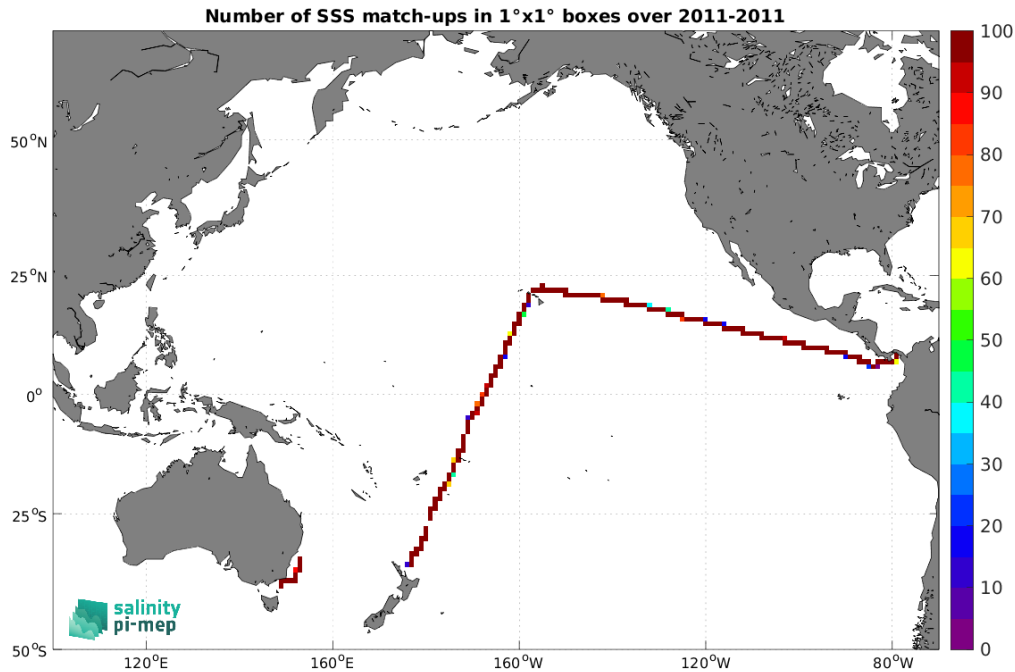 Number of SSS match-ups in 1°x1° boxes over 2011-2011
50°N
25°N
0°
25°S
50°S
120°E
160°E
160°W
120°W
80°W
100
90
80
70
60
50
40
30
20
10
0
salinity
pi-mep